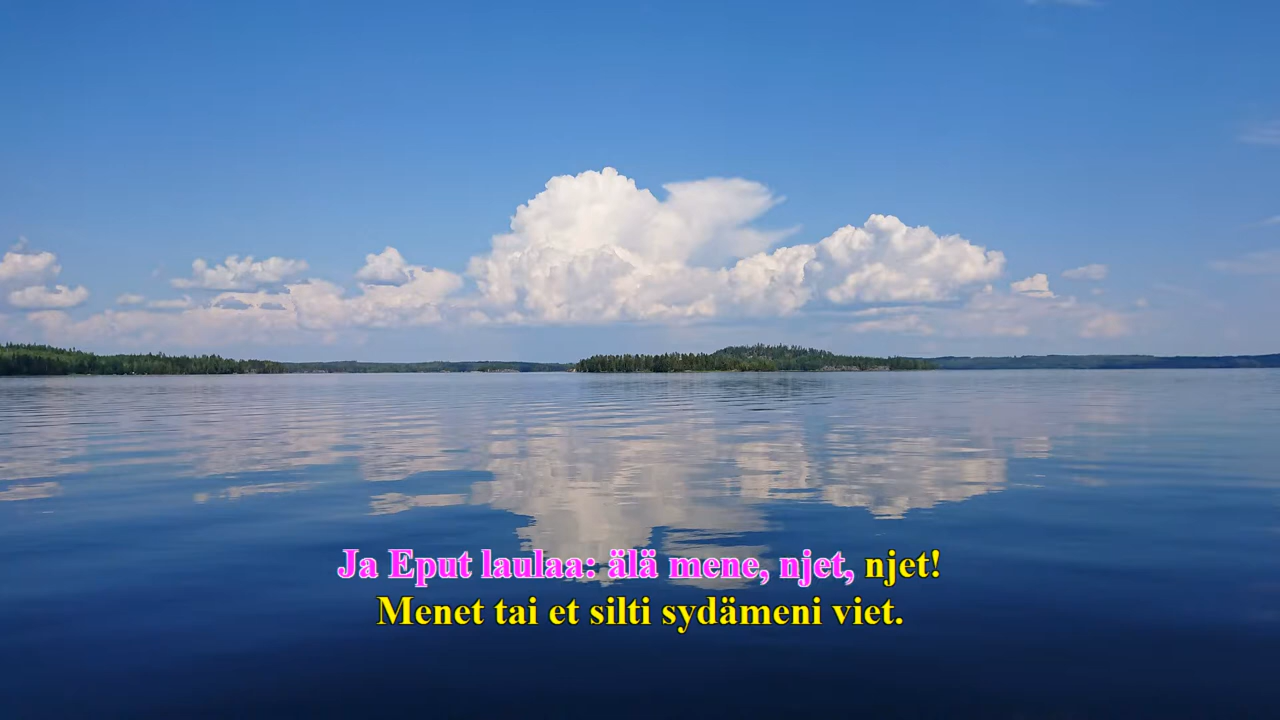 Ja Eput laulaa: älä mene, njet, njet!
Menet tai et silti sydämeni viet.